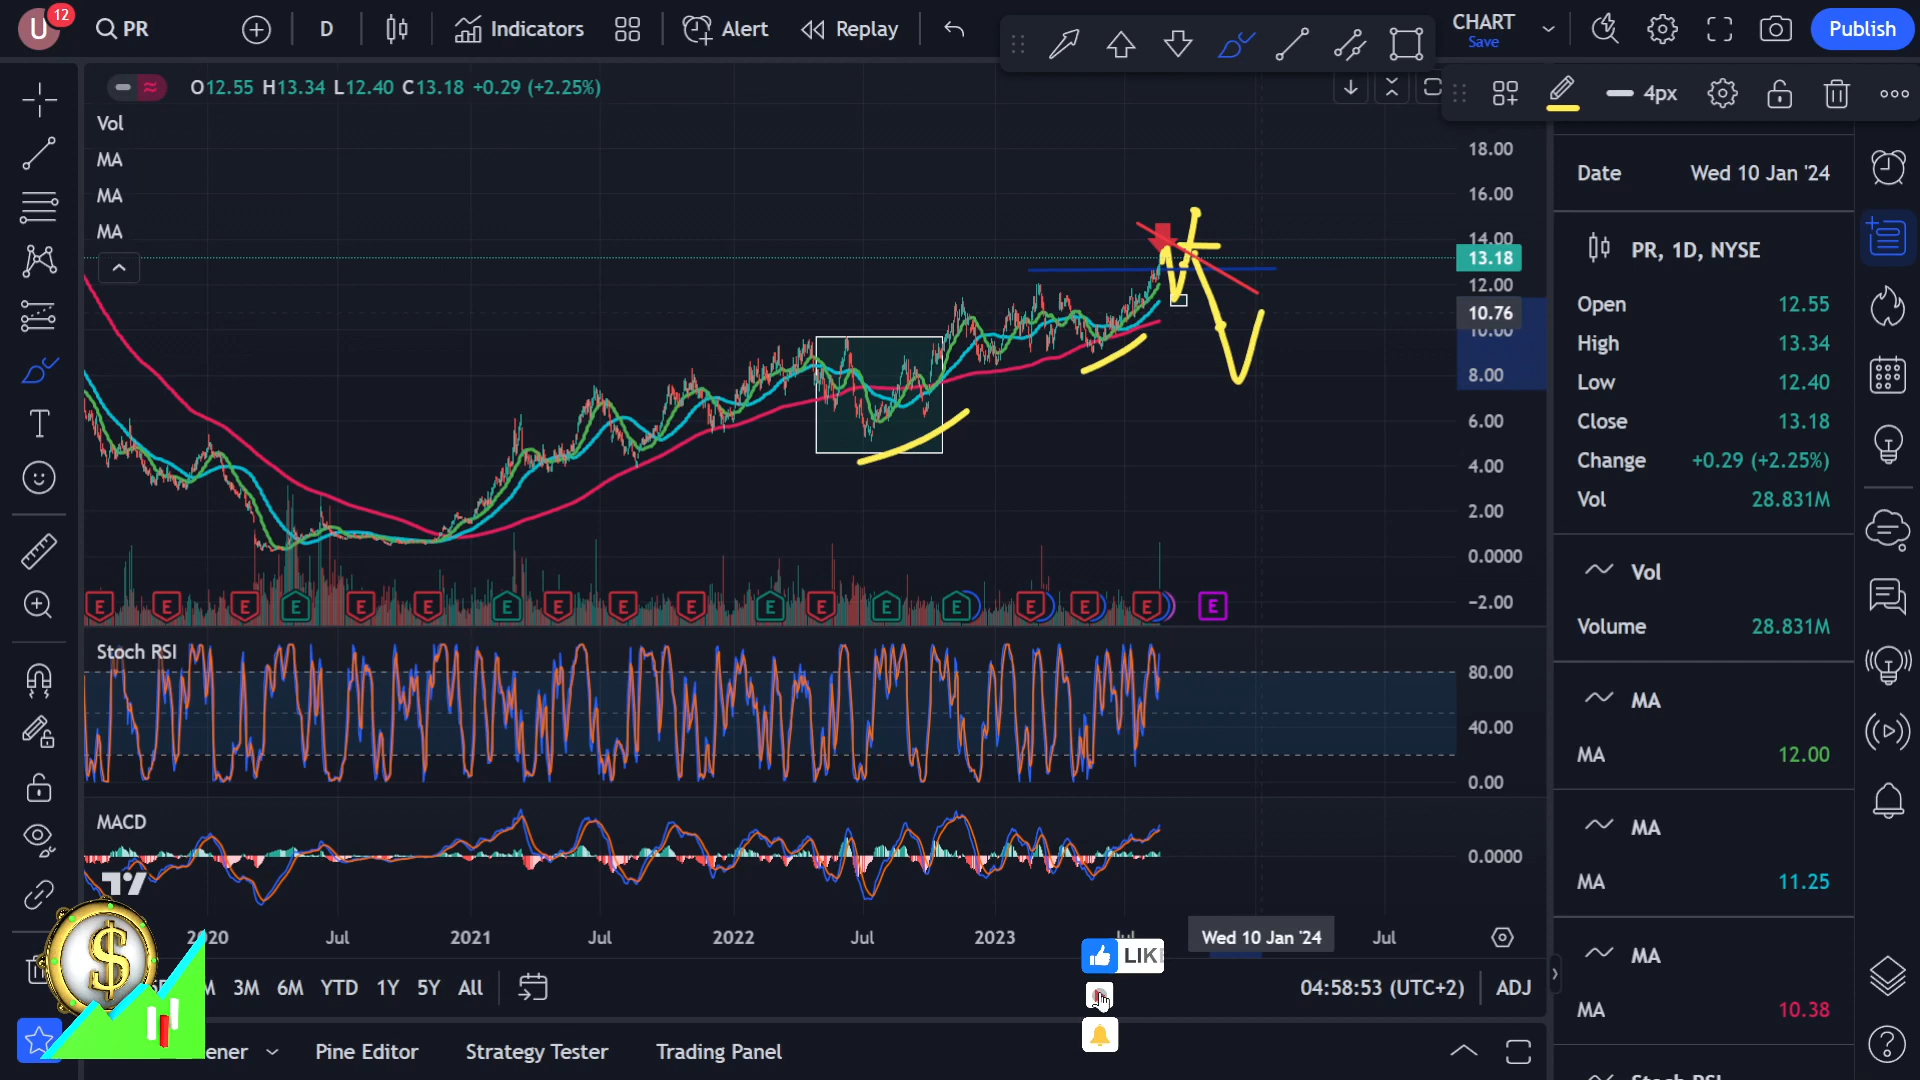 U 12 PR D Indicators Alert Replay CHART Save Publish
O12.55 H13.34 L12.40 C13.18 +0.29 (+2.25%)
4px
Vol
MA
MA
MA
18.00
16.00
14.00
13.18
12.00
10.76
10.00
8.00
6.00
4.00
2.00
0.0000
-2.00
E E E E E E E E E E E E E E E E E E
Stoch RSI
80.00
40.00
0.00
MACD
0.0000
2020 Jul 2021 Jul 2022 Jul 2023 Jul Wed 10 Jan '24 Jul
LIK
3M 6M YTD 1Y 5Y All
04:58:53 (UTC+2) ADJ
Pine Editor Strategy Tester Trading Panel
$
Date Wed 10 Jan '24
PR, 1D, NYSE
Open 12.55
High 13.34
Low 12.40
Close 13.18
Change +0.29 (+2.25%)
Vol 28.831M
Vol
Volume 28.831M
MA
MA 12.00
MA
MA 11.25
MA
MA 10.38
Stoch RSI